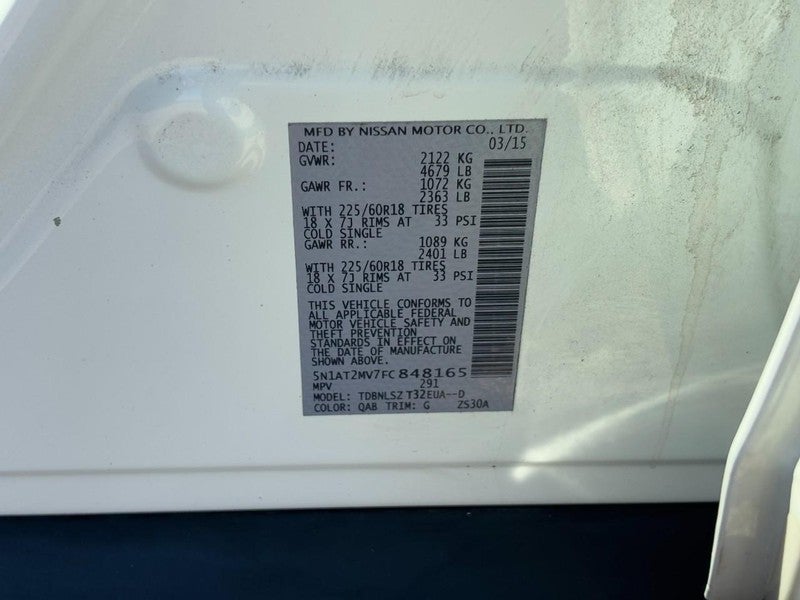 MFD BY NISSAN MOTOR CO., LTD.
DATE: 03/15
GVWR: 2122 KG
4679 LB
GAWR FR.: 1072 KG
2363 LB
WITH 225/60R18 TIRES
18 X 7J RIMS AT 33 PSI
COLD SINGLE
GAWR RR.: 1089 KG
2401 LB
WITH 225/60R18 TIRES
18 X 7J RIMS AT 33 PSI
COLD SINGLE
THIS VEHICLE CONFORMS TO
ALL APPLICABLE FEDERAL
MOTOR VEHICLE SAFETY AND
THEFT PREVENTION
STANDARDS IN EFFECT ON
THE DATE OF MANUFACTURE
SHOWN ABOVE.
5N1AT2MV7FC848165
MPV 291
MODEL: TDBNLSZ T32EUA--D
COLOR: QAB TRIM: G ZS30A